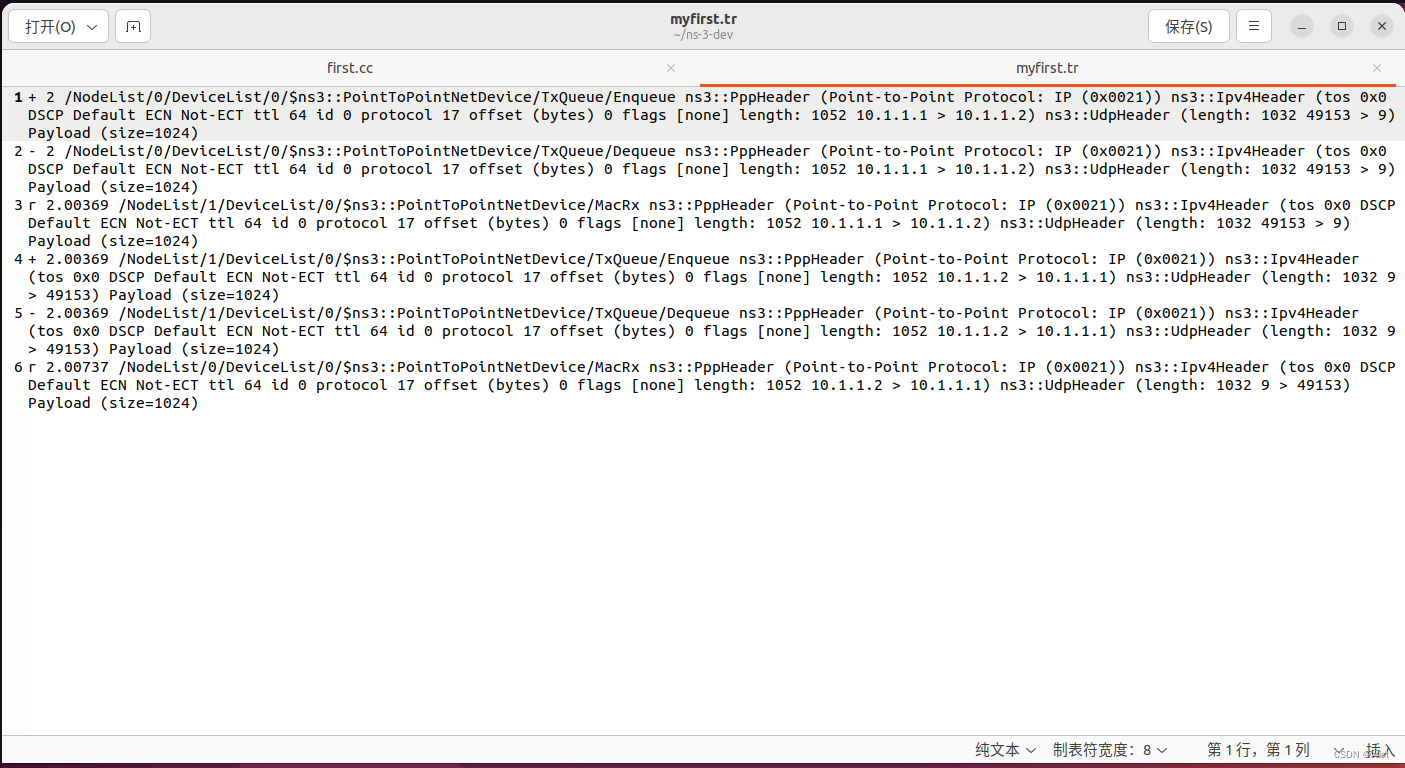 打开(O)
myfirst.tr
~/ns-3-dev
保存(S)
first.cc
myfirst.tr
1 + 2 /NodeList/0/DeviceList/0/$ns3::PointToPointNetDevice/TxQueue/Enqueue ns3::PppHeader (Point-to-Point Protocol: IP (0x0021)) ns3::Ipv4Header (tos 0x0
DSCP Default ECN Not-ECT ttl 64 id 0 protocol 17 offset (bytes) 0 flags [none] length: 1052 10.1.1.1 > 10.1.1.2) ns3::UdpHeader (length: 1032 49153 > 9)
Payload (size=1024)
2 - 2 /NodeList/0/DeviceList/0/$ns3::PointToPointNetDevice/TxQueue/Dequeue ns3::PppHeader (Point-to-Point Protocol: IP (0x0021)) ns3::Ipv4Header (tos 0x0
DSCP Default ECN Not-ECT ttl 64 id 0 protocol 17 offset (bytes) 0 flags [none] length: 1052 10.1.1.1 > 10.1.1.2) ns3::UdpHeader (length: 1032 49153 > 9)
Payload (size=1024)
3 r 2.00369 /NodeList/1/DeviceList/0/$ns3::PointToPointNetDevice/MacRx ns3::PppHeader (Point-to-Point Protocol: IP (0x0021)) ns3::Ipv4Header (tos 0x0 DSCP
Default ECN Not-ECT ttl 64 id 0 protocol 17 offset (bytes) 0 flags [none] length: 1052 10.1.1.1 > 10.1.1.2) ns3::UdpHeader (length: 1032 49153 > 9)
Payload (size=1024)
4 + 2.00369 /NodeList/1/DeviceList/0/$ns3::PointToPointNetDevice/TxQueue/Enqueue ns3::PppHeader (Point-to-Point Protocol: IP (0x0021)) ns3::Ipv4Header
(tos 0x0 DSCP Default ECN Not-ECT ttl 64 id 0 protocol 17 offset (bytes) 0 flags [none] length: 1052 10.1.1.2 > 10.1.1.1) ns3::UdpHeader (length: 1032 9
> 49153) Payload (size=1024)
5 - 2.00369 /NodeList/1/DeviceList/0/$ns3::PointToPointNetDevice/TxQueue/Dequeue ns3::PppHeader (Point-to-Point Protocol: IP (0x0021)) ns3::Ipv4Header
(tos 0x0 DSCP Default ECN Not-ECT ttl 64 id 0 protocol 17 offset (bytes) 0 flags [none] length: 1052 10.1.1.2 > 10.1.1.1) ns3::UdpHeader (length: 1032 9
> 49153) Payload (size=1024)
6 r 2.00737 /NodeList/0/DeviceList/0/$ns3::PointToPointNetDevice/MacRx ns3::PppHeader (Point-to-Point Protocol: IP (0x0021)) ns3::Ipv4Header (tos 0x0 DSCP
Default ECN Not-ECT ttl 64 id 0 protocol 17 offset (bytes) 0 flags [none] length: 1052 10.1.1.2 > 10.1.1.1) ns3::UdpHeader (length: 1032 9 > 49153)
Payload (size=1024)
纯文本 制表符宽度：8 第 1 行，第 1 列 插入
CSDN